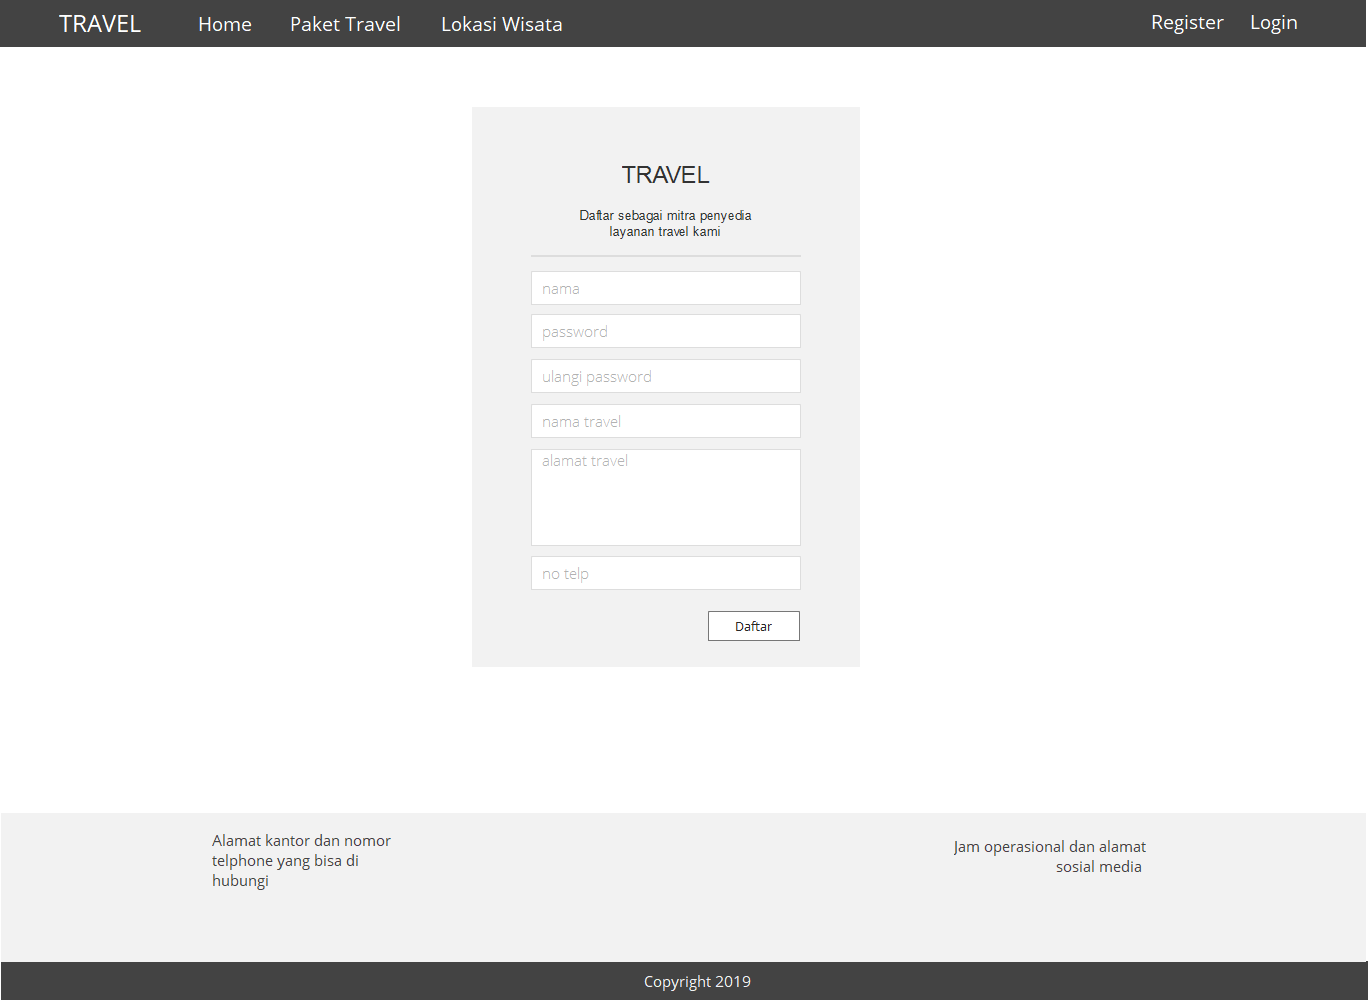 TRAVEL Home Paket Travel Lokasi Wisata Register Login
TRAVEL
Daftar sebagai mitra penyedia
layanan travel kami
nama
password
ulangi password
nama travel
alamat travel
no telp
Daftar
Alamat kantor dan nomor
telphone yang bisa di
hubungi
Jam operasional dan alamat
sosial media
Copyright 2019